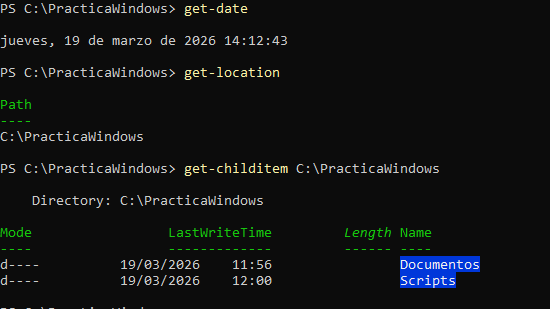 PS C:\PracticaWindows> get-date
jueves, 19 de marzo de 2026 14:12:43
PS C:\PracticaWindows> get-location
Path
----
C:\PracticaWindows
PS C:\PracticaWindows> get-childitem C:\PracticaWindows
Directory: C:\PracticaWindows
Mode LastWriteTime Length Name
---- ------------- ------ ----
d---- 19/03/2026 11:56 Documentos
d---- 19/03/2026 12:00 Scripts